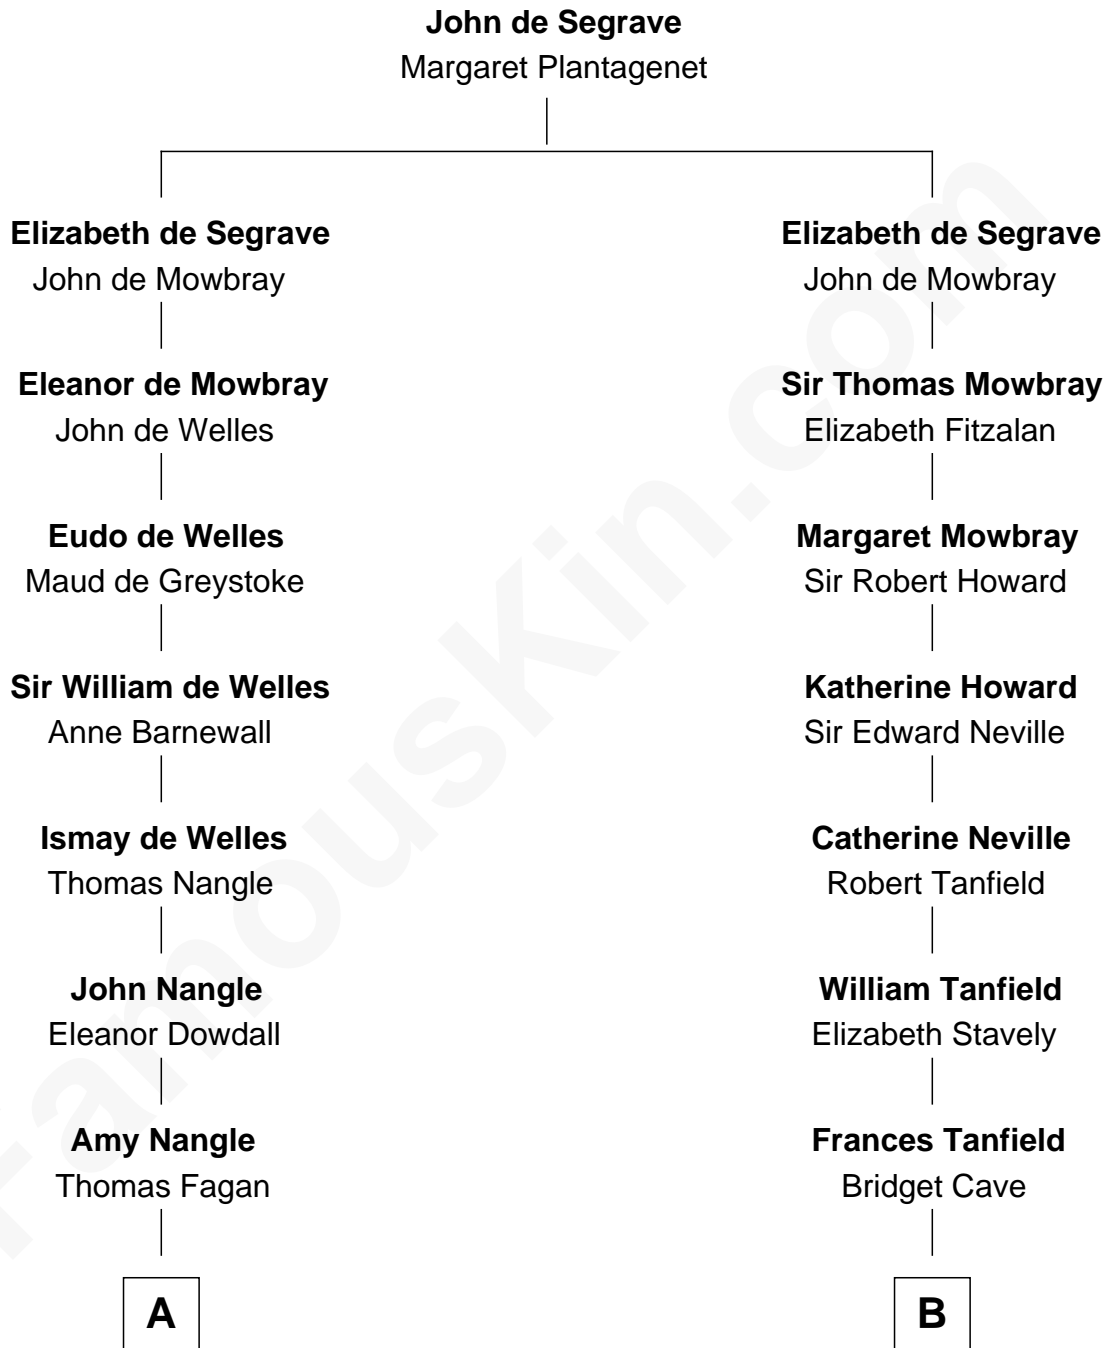 John de Segrave
Margaret Plantagenet
Elizabeth de Segrave
John de Mowbray
Eleanor de Mowbray
John de Welles
Eudo de Welles
Maud de Greystoke
Sir William de Welles
Anne Barnewall
Ismay de Welles
Thomas Nangle
John Nangle
Eleanor Dowdall
Amy Nangle
Thomas Fagan
A
Elizabeth de Segrave
John de Mowbray
Sir Thomas Mowbray
Elizabeth Fitzalan
Margaret Mowbray
Sir Robert Howard
Katherine Howard
Sir Edward Neville
Catherine Neville
Robert Tanfield
William Tanfield
Elizabeth Stavely
Frances Tanfield
Bridget Cave
B
FamousKin.com